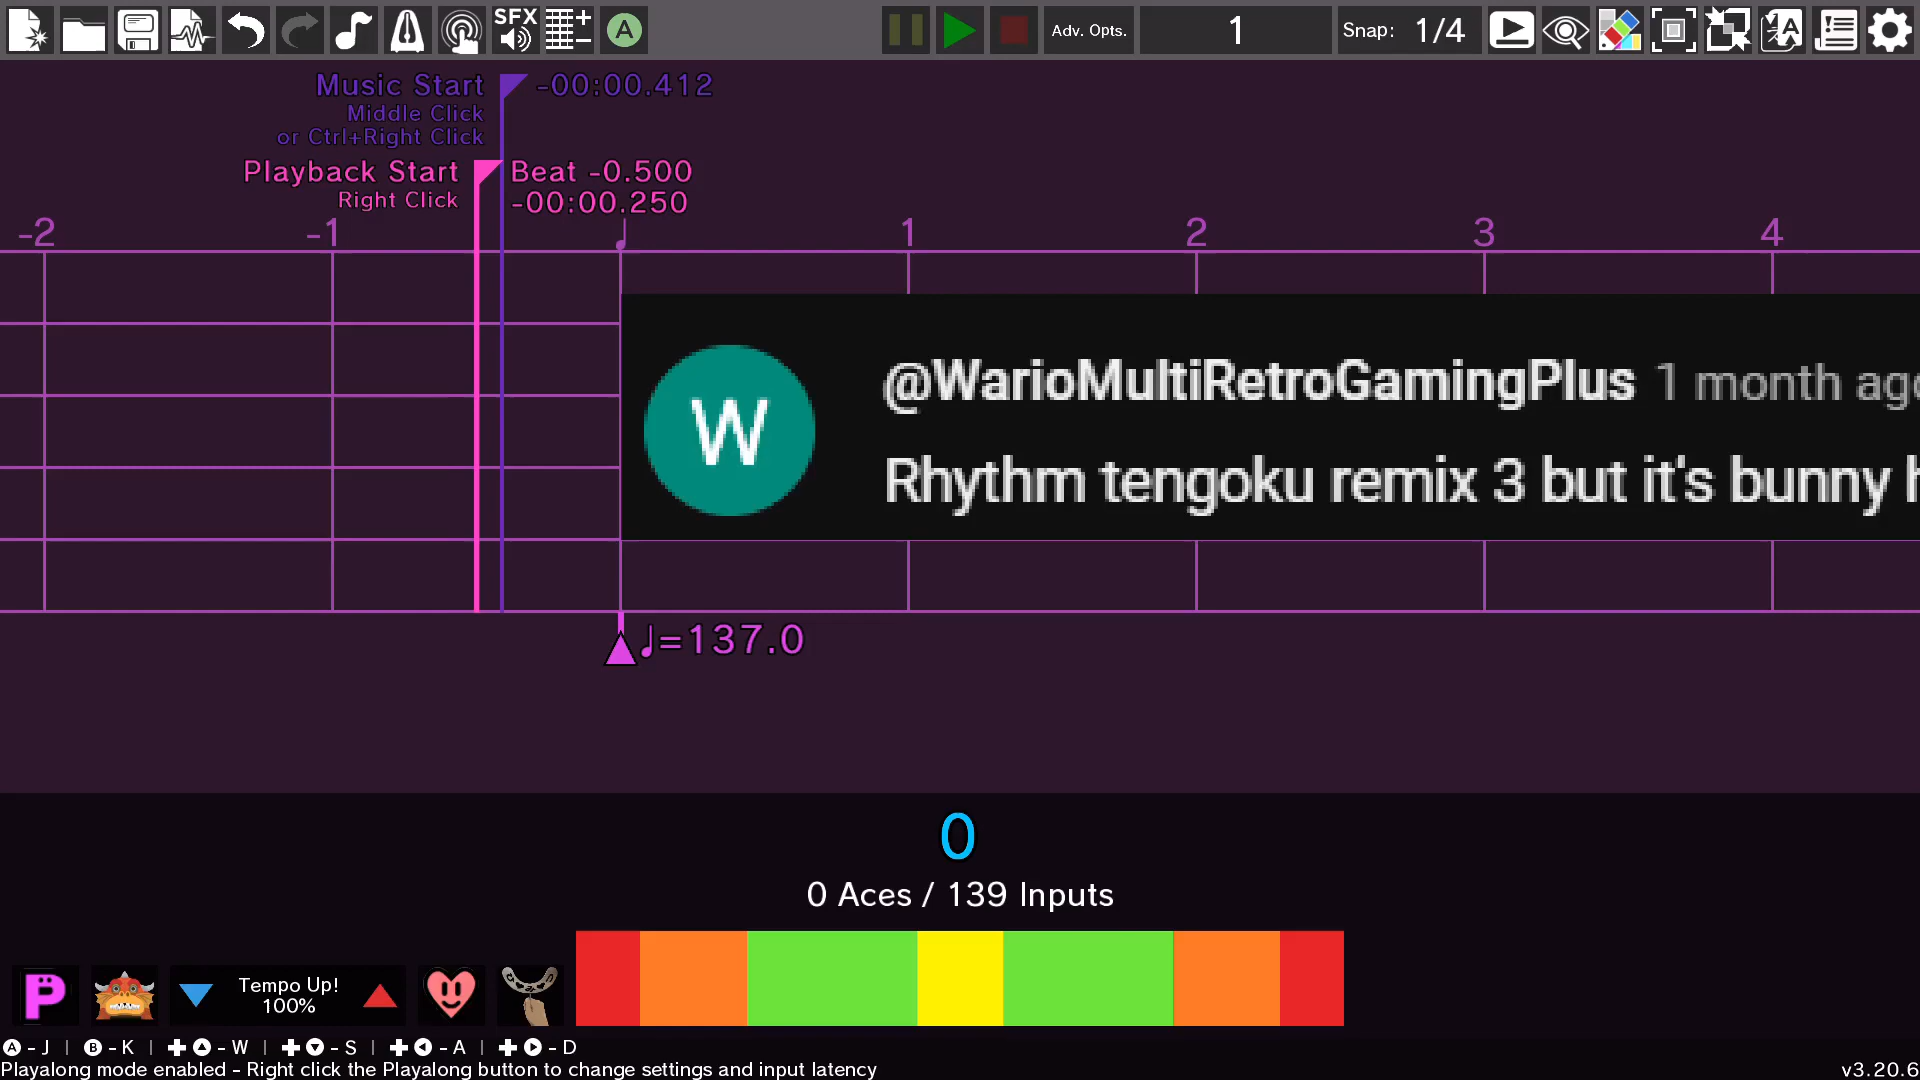 SFX
A
Adv. Opts.
1
Snap: 1/4
A
Music Start
-00:00.412
Middle Click
or Ctrl+Right Click
Playback Start
Beat -0.500
Right Click
-00:00.250
-2 -1 1 2 3 4
W
@WarioMultiRetroGamingPlus 1 month ago
Rhythm tengoku remix 3 but it's bunny h
♩=137.0
0
0 Aces / 139 Inputs
P
Tempo Up!
100%
A - J | B - K | - W | - S | - A | - D
Playalong mode enabled - Right click the Playalong button to change settings and input latency
v3.20.6